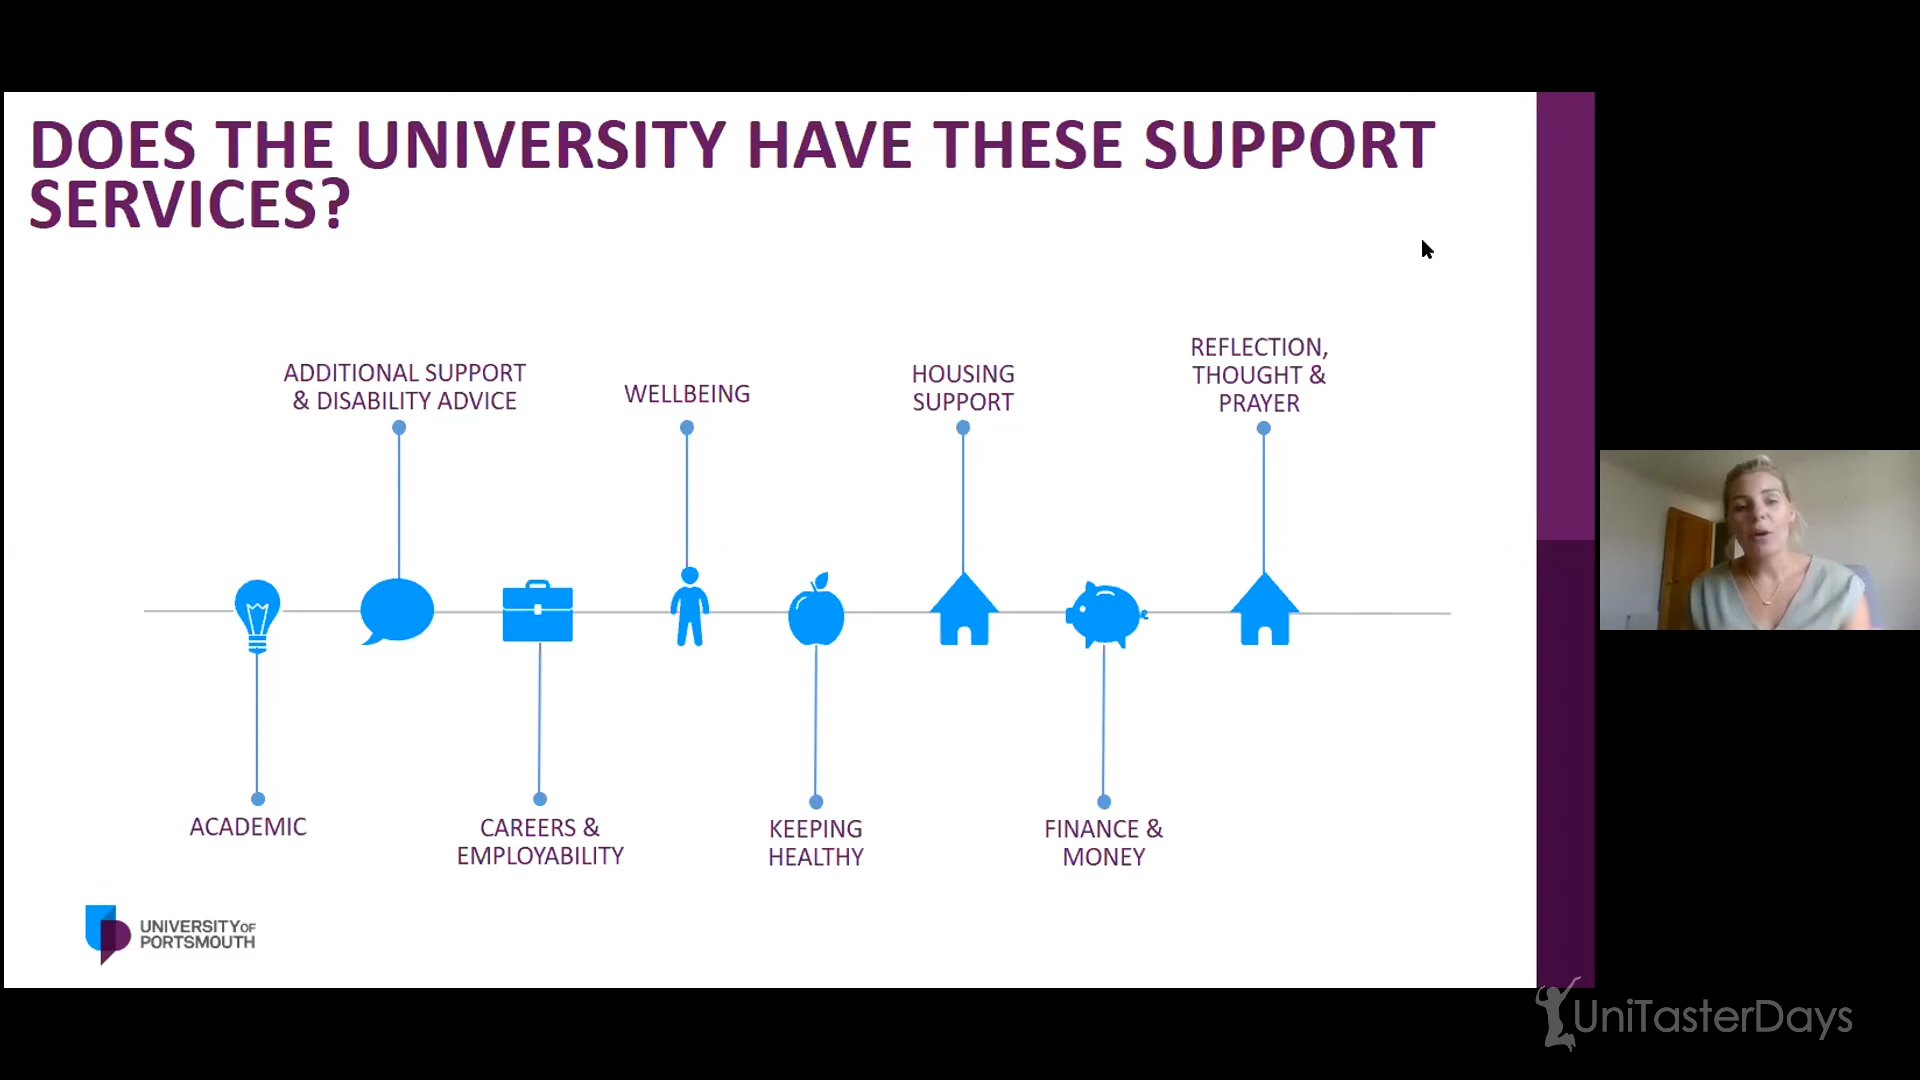 DOES THE UNIVERSITY HAVE THESE SUPPORT
SERVICES?
ADDITIONAL SUPPORT
& DISABILITY ADVICE
WELLBEING
HOUSING
SUPPORT
REFLECTION,
THOUGHT &
PRAYER
ACADEMIC
CAREERS &
EMPLOYABILITY
KEEPING
HEALTHY
FINANCE &
MONEY
UNIVERSITY OF
PORTSMOUTH
UniTasterDays